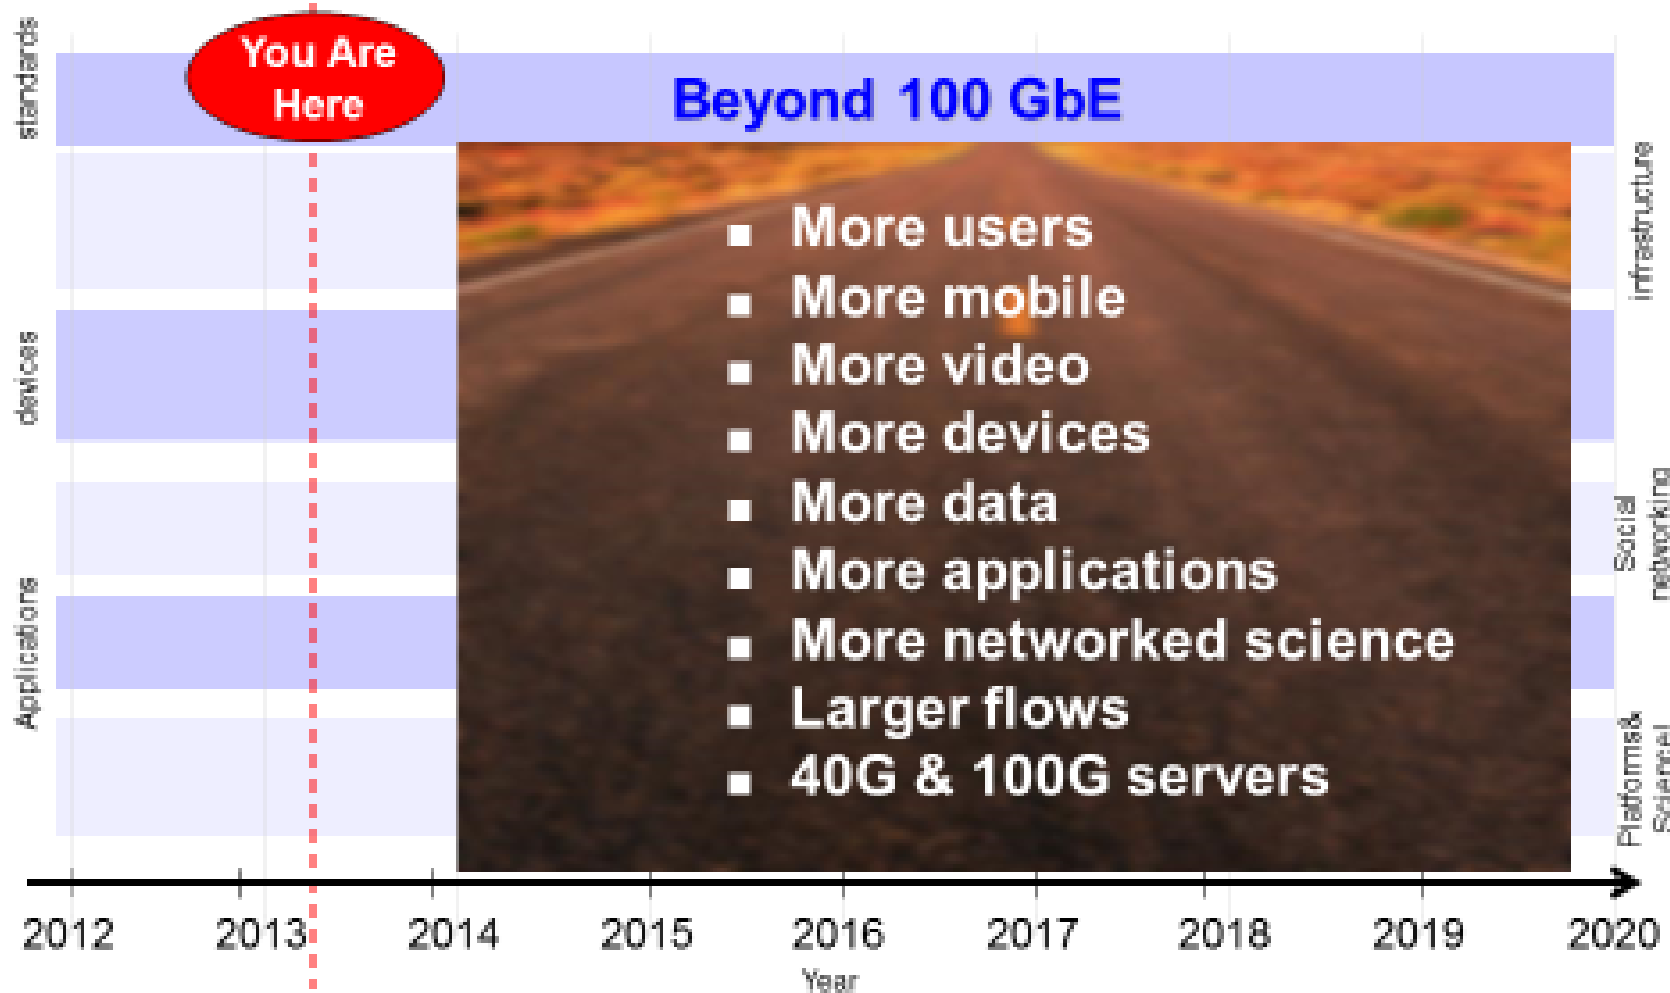 You Are
Here
Beyond 100 GbE
standards
devices
Applications
More users
More mobile
More video
More devices
More data
More applications
More networked science
Larger flows
40G & 100G servers
infrastructure
Social
networking
Platforms&
Science!
2012 2013 2014 2015 2016 2017 2018 2019 2020
Year